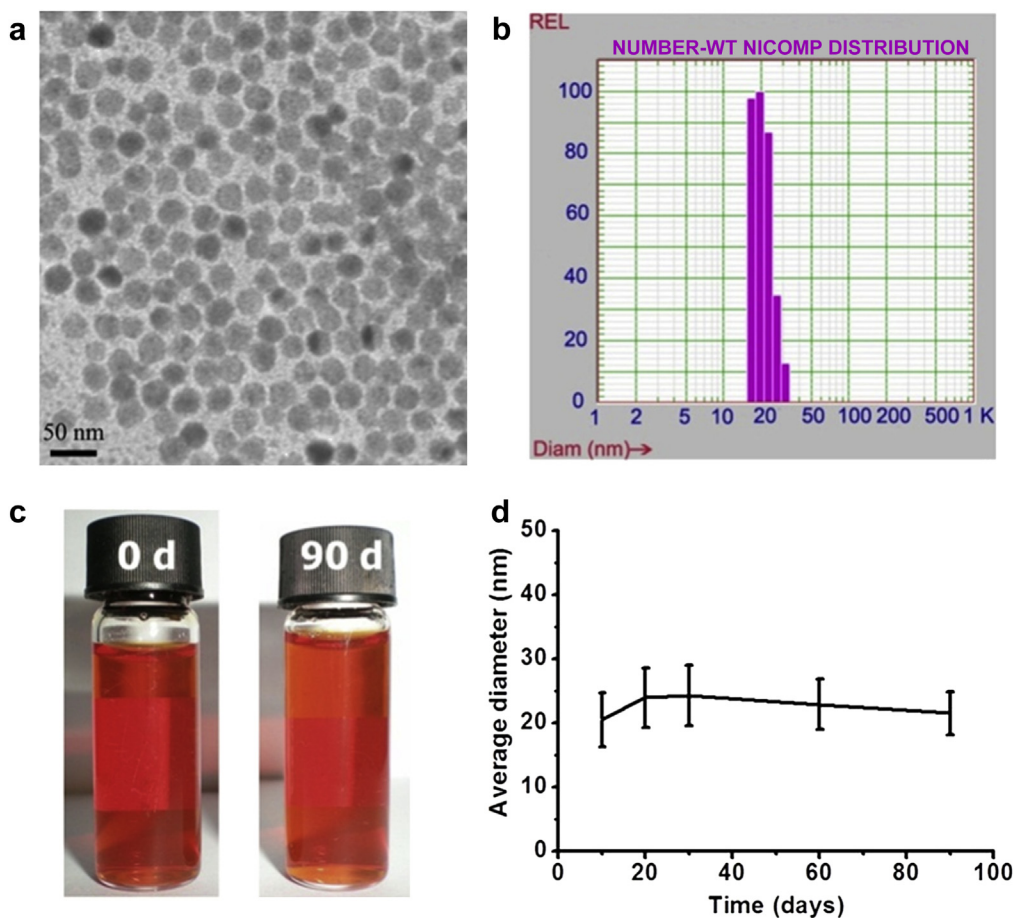 a
50 nm
b
REL
NUMBER-WT NICOMP DISTRIBUTION
100
80
60
40
20
0
1 2 5 10 20 50 100 200 500 1 K
Diam (nm)→
c
0 d
90 d
d
Average diameter (nm)
50
40
30
20
10
0
0 20 40 60 80 100
Time (days)